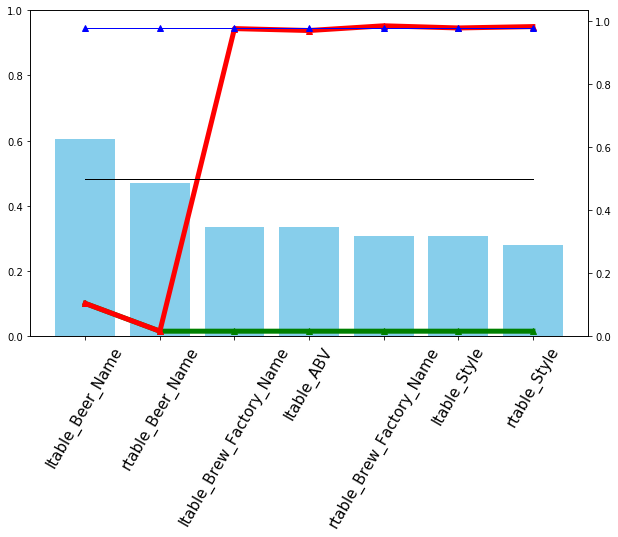 1.0
0.8
0.6
0.4
0.2
0.0
1.0
0.8
0.6
0.4
0.2
0.0
ltable_Beer_Name
rtable_Beer_Name
ltable_Brew_Factory_Name
ltable_ABV
rtable_Brew_Factory_Name
ltable_Style
rtable_Style